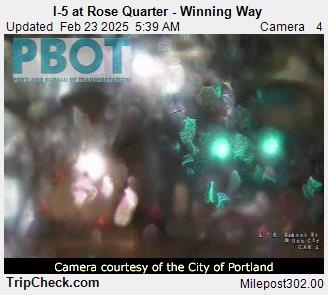 I-5 at Rose Quarter - Winning Way
Updated Feb 23 2025 5:39 AM Camera 4
PBOT
PORTLAND BUREAU OF TRANSPORTATION
Camera courtesy of the City of Portland
TripCheck.com Milepost302.00